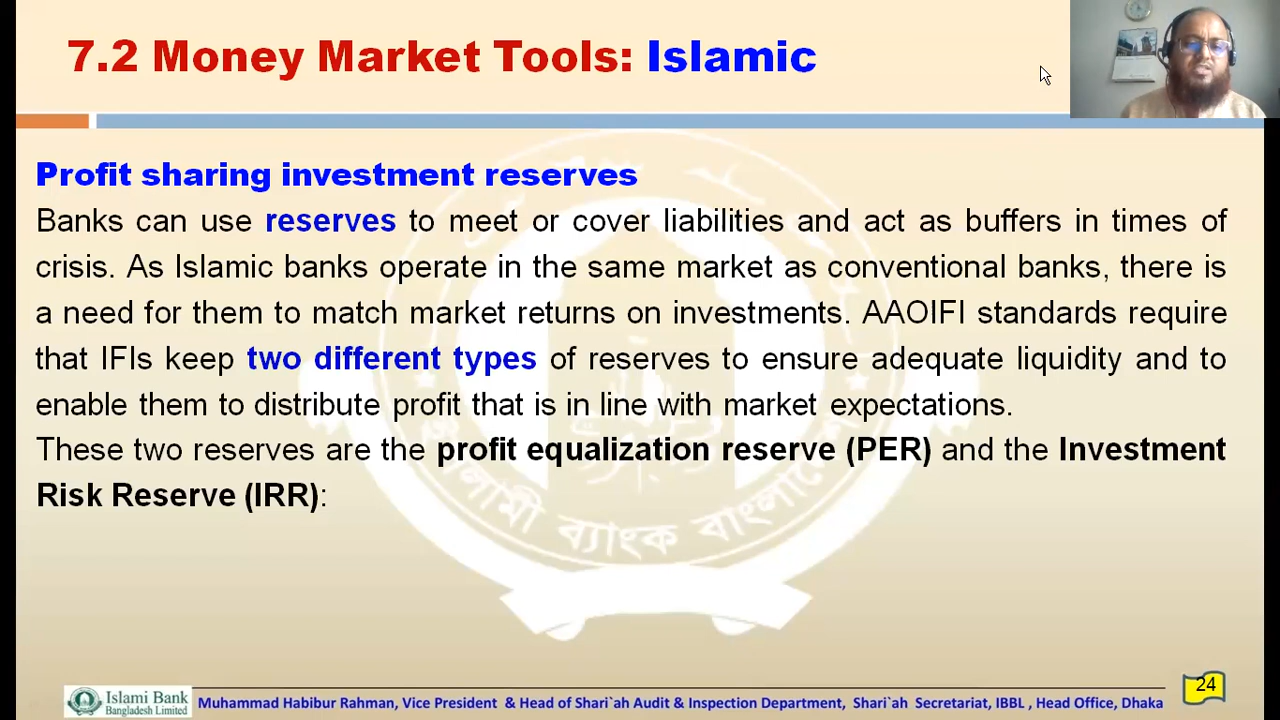 7.2 Money Market Tools: Islamic
Profit sharing investment reserves
Banks can use reserves to meet or cover liabilities and act as buffers in times of
crisis. As Islamic banks operate in the same market as conventional banks, there is
a need for them to match market returns on investments. AAOIFI standards require
that IFIs keep two different types of reserves to ensure adequate liquidity and to
enable them to distribute profit that is in line with market expectations.
These two reserves are the profit equalization reserve (PER) and the Investment
Risk Reserve (IRR):
ইসলামী ব্যাংক বাংলাদেশ
Islami Bank
Bangladesh Limited
Muhammad Habibur Rahman, Vice President & Head of Shari`ah Audit & Inspection Department, Shari`ah Secretariat, IBBL , Head Office, Dhaka
24